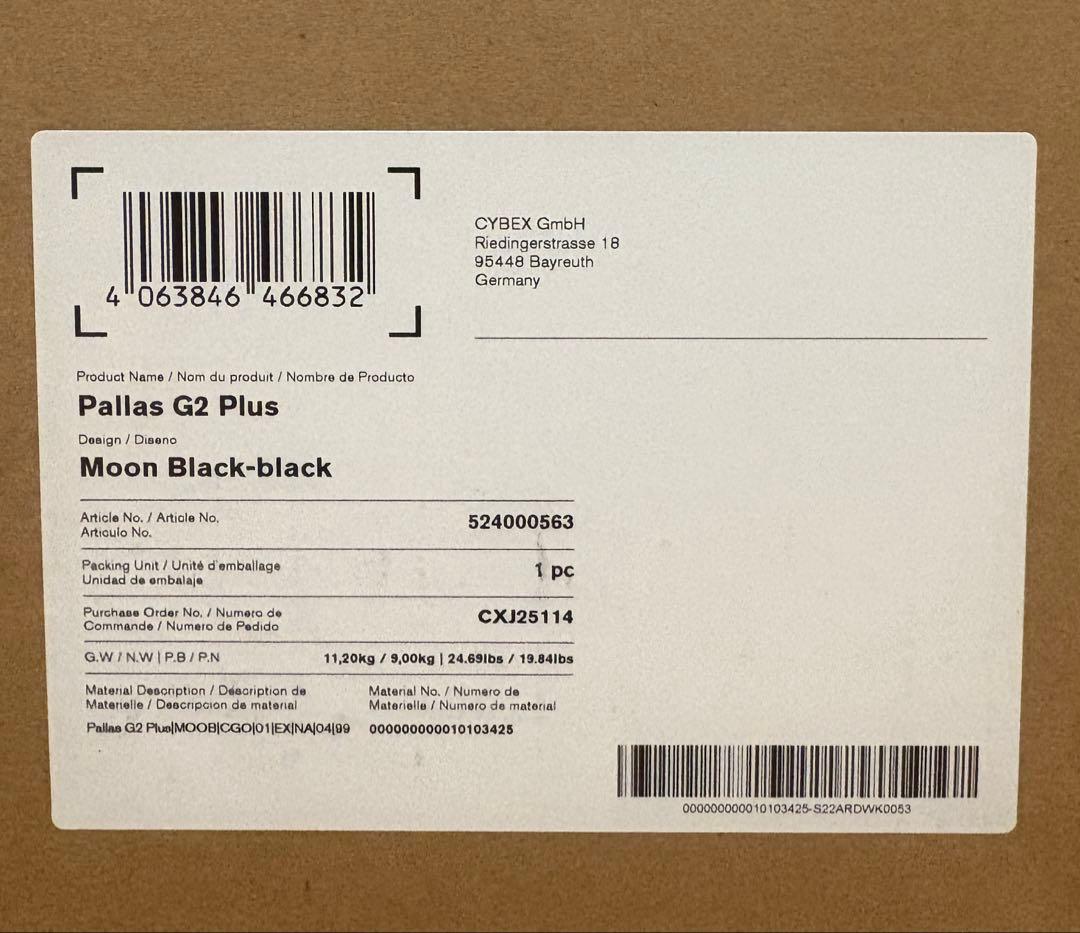 4 063846 466832
CYBEX GmbH
Riedingerstrasse 18
95448 Bayreuth
Germany
Product Name / Nom du produit / Nombre de Producto
Pallas G2 Plus
Design / Diseno
Moon Black-black
Article No. / Article No.
Articulo No.
524000563
Packing Unit / Unité d'emballage
Unidad de embalaje
1 pc
Purchase Order No. / Numero de
Commande / Numero de Pedido
CXJ25114
G.W / N.W | P.B / P.N
11,20kg / 9,00kg | 24.69lbs / 19.84lbs
Material Description / Déscription de
Materielle / Descripcion de material
Pallas G2 Plus|MOOB|CGO|01|EX|NA|04|99
Material No. / Numero de
Materielle / Numero de material
000000000010103425
000000000010103425-S22ARDWK0053